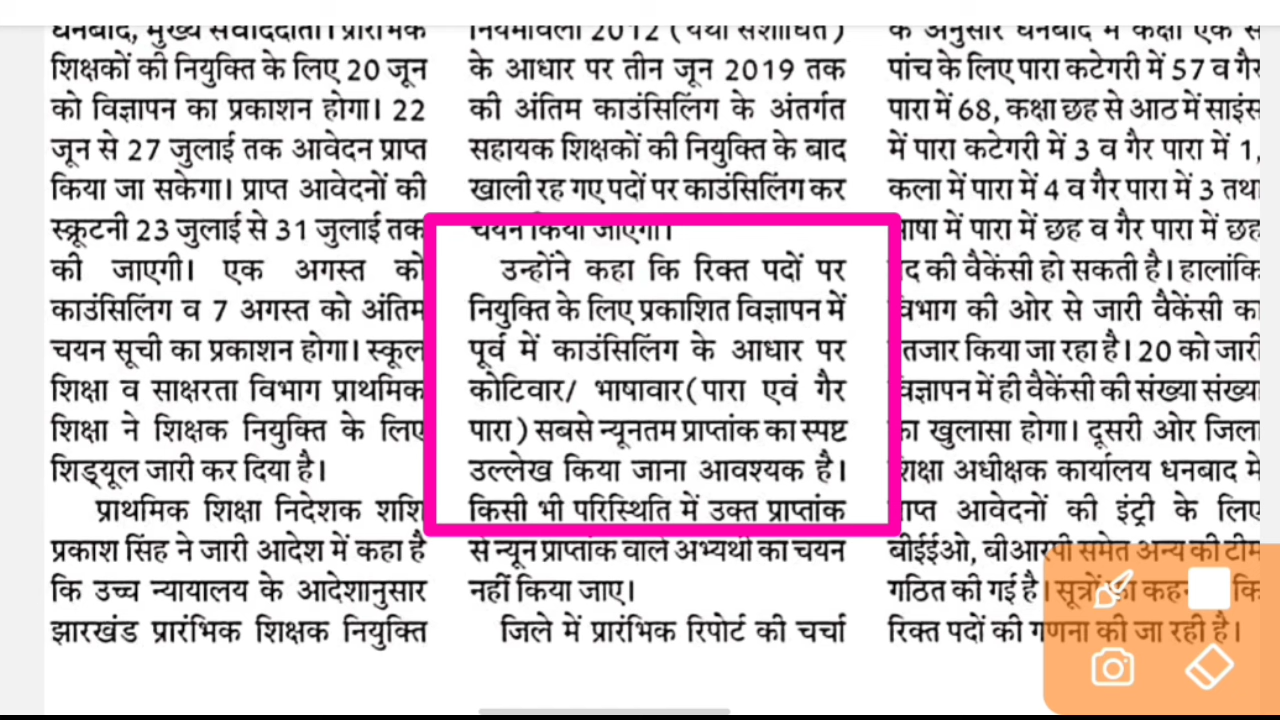 धनबाद, मुख्य संवाददाता। प्रारंभिक
शिक्षकों की नियुक्ति के लिए 20 जून
को विज्ञापन का प्रकाशन होगा। 22
जून से 27 जुलाई तक आवेदन प्राप्त
किया जा सकेगा। प्राप्त आवेदनों की
स्क्रूटनी 23 जुलाई से 31 जुलाई तक
की जाएगी। एक अगस्त को
काउंसिलिंग व 7 अगस्त को अंतिम
चयन सूची का प्रकाशन होगा। स्कूल
शिक्षा व साक्षरता विभाग प्राथमिक
शिक्षा ने शिक्षक नियुक्ति के लिए
शिड्यूल जारी कर दिया है।
प्राथमिक शिक्षा निदेशक शशि
प्रकाश सिंह ने जारी आदेश में कहा है
कि उच्च न्यायालय के आदेशानुसार
झारखंड प्रारंभिक शिक्षक नियुक्ति
नियमावली 2012 (यथा संशोधित)
के आधार पर तीन जून 2019 तक
की अंतिम काउंसिलिंग के अंतर्गत
सहायक शिक्षकों की नियुक्ति के बाद
खाली रह गए पदों पर काउंसिलिंग कर
चयन किया जाएगा।
उन्होंने कहा कि रिक्त पदों पर
नियुक्ति के लिए प्रकाशित विज्ञापन में
पूर्व में काउंसिलिंग के आधार पर
कोटिवार/ भाषावार(पारा एवं गैर
पारा) सबसे न्यूनतम प्राप्तांक का स्पष्ट
उल्लेख किया जाना आवश्यक है।
किसी भी परिस्थिति में उक्त प्राप्तांक
से न्यून प्राप्तांक वाले अभ्यर्थी का चयन
नहीं किया जाए।
जिले में प्रारंभिक रिपोर्ट की चर्चा
के अनुसार धनबाद में कक्षा एक से
पांच के लिए पारा कटेगरी में 57 व गैर
पारा में 68, कक्षा छह से आठ में साइंस
में पारा कटेगरी में 3 व गैर पारा में 1,
कला में पारा में 4 व गैर पारा में 3 तथा
में पारा में छह व गैर पारा में छह
की वैकेंसी हो सकती है। हालांकि
की ओर से जारी वैकेंसी का
किया जा रहा है। 20 को जारी
में ही वैकेंसी की संख्या संख्या
खुलासा होगा। दूसरी ओर जिला
अधीक्षक कार्यालय धनबाद में
आवेदनों की इंट्री के लिए
बीईईओ, बीआरपी समेत अन्य की टीम
गठित की गई है। सूत्रों का कहना कि
रिक्त पदों की गणना की जा रही है।